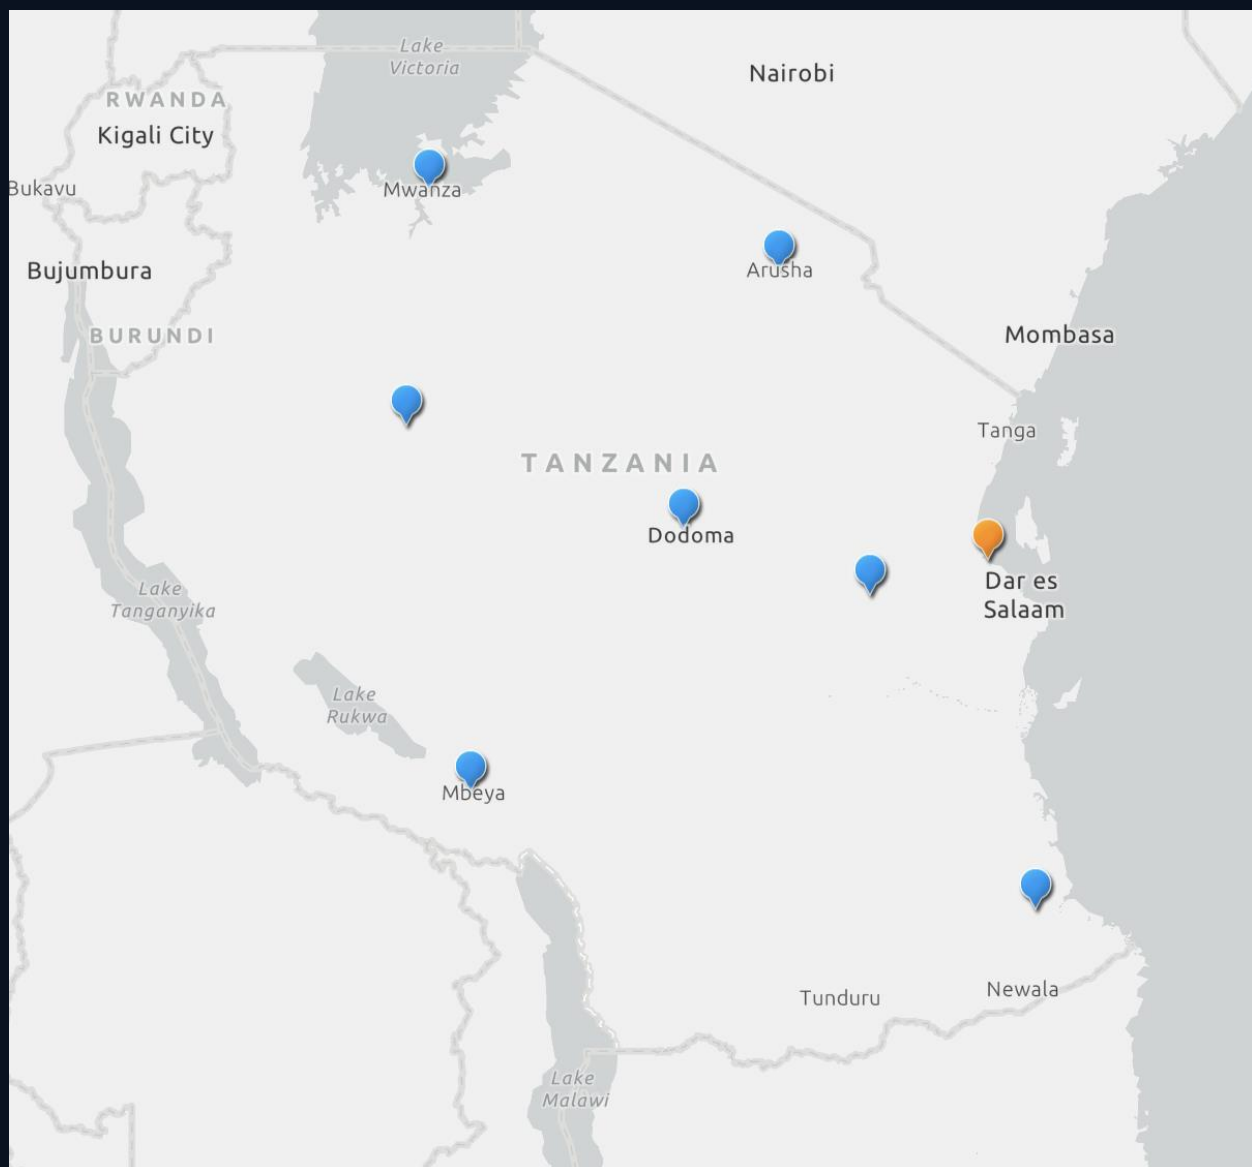 Lake
Victoria
Nairobi
RWANDA
Kigali City
Bukavu
Mwanza
Bujumbura
Arusha
BURUNDI
Mombasa
Tanga
TANZANIA
Dodoma
Dar es
Salaam
Lake
Tanganyika
Lake
Rukwa
Mbeya
Newala
Tunduru
Lake
Malawi